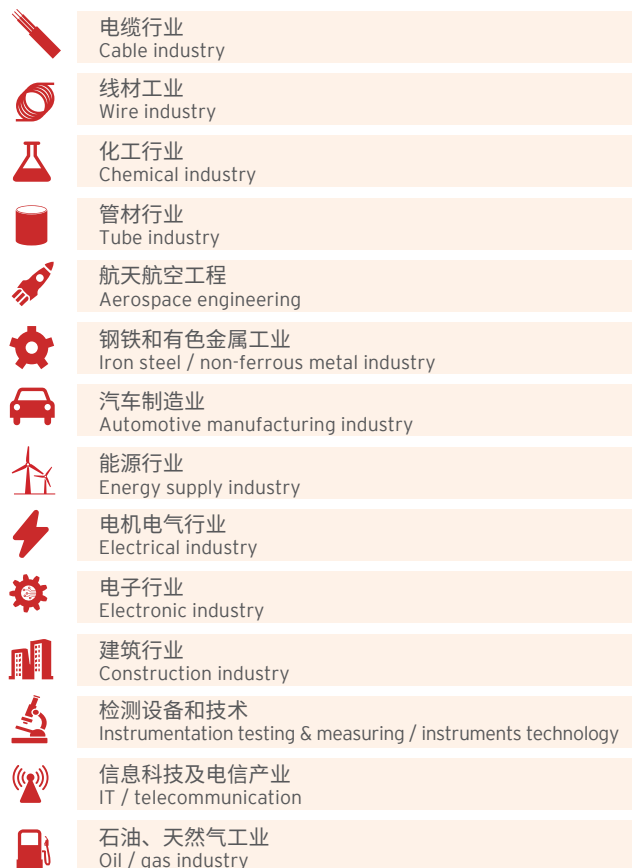 电缆行业
Cable industry
线材工业
Wire industry
化工行业
Chemical industry
管材行业
Tube industry
航天航空工程
Aerospace engineering
钢铁和有色金属工业
Iron steel / non-ferrous metal industry
汽车制造业
Automotive manufacturing industry
能源行业
Energy supply industry
电机电气行业
Electrical industry
电子行业
Electronic industry
建筑行业
Construction industry
检测设备和技术
Instrumentation testing & measuring / instruments technology
信息科技及电信产业
IT / telecommunication
石油、天然气工业
Oil / gas industry